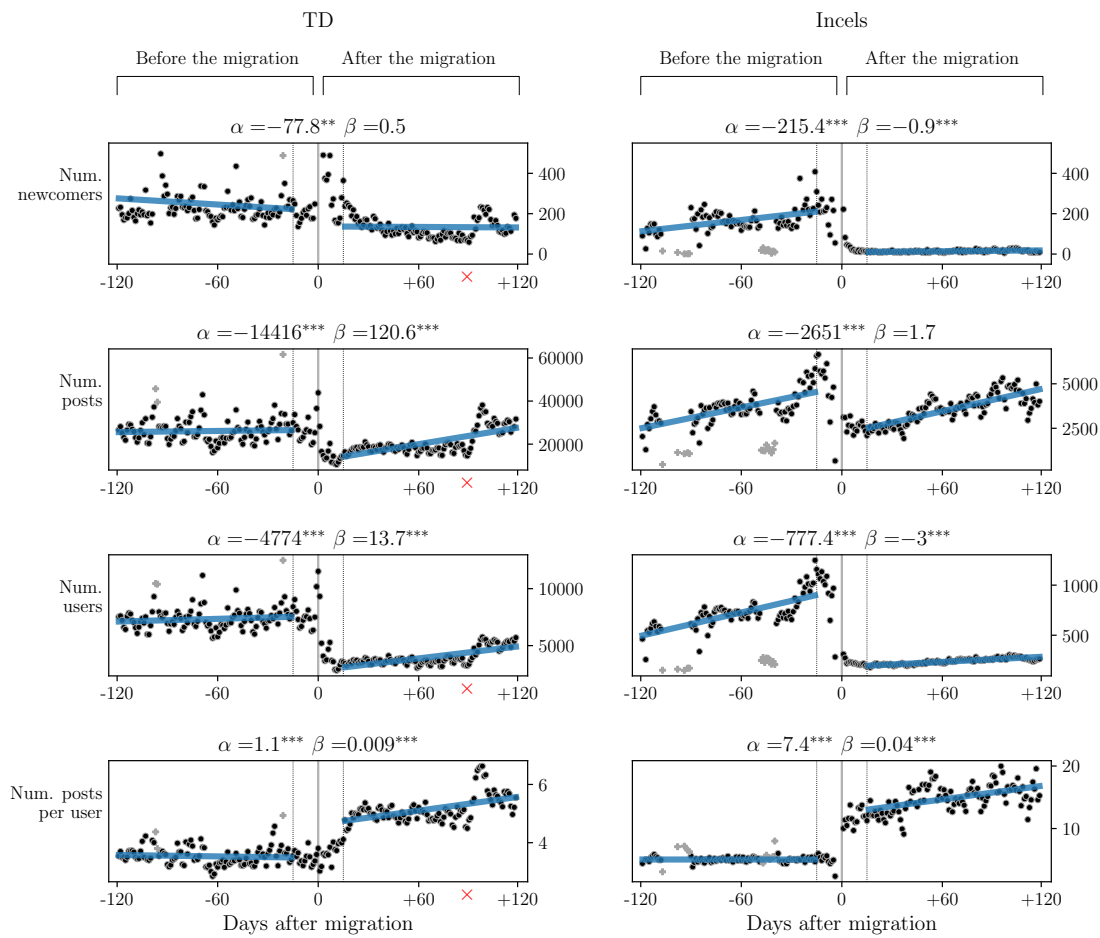 TD
Incels
Before the migration
After the migration
Before the migration
After the migration
α =−77.8** β =0.5
α =−215.4*** β =−0.9***
Num.
newcomers
400
200
0
400
200
0
-120 -60 0 +60 × +120
-120 -60 0 +60 +120
α =−14416*** β =120.6***
α =−2651*** β =1.7
Num.
posts
60000
40000
20000
5000
2500
-120 -60 0 +60 × +120
-120 -60 0 +60 +120
α =−4774*** β =13.7***
α =−777.4*** β =−3***
Num.
users
10000
5000
1000
500
-120 -60 0 +60 × +120
-120 -60 0 +60 +120
α =1.1*** β =0.009***
α =7.4*** β =0.04***
Num. posts
per user
6
4
20
10
-120 -60 0 +60 × +120
-120 -60 0 +60 +120
Days after migration
Days after migration